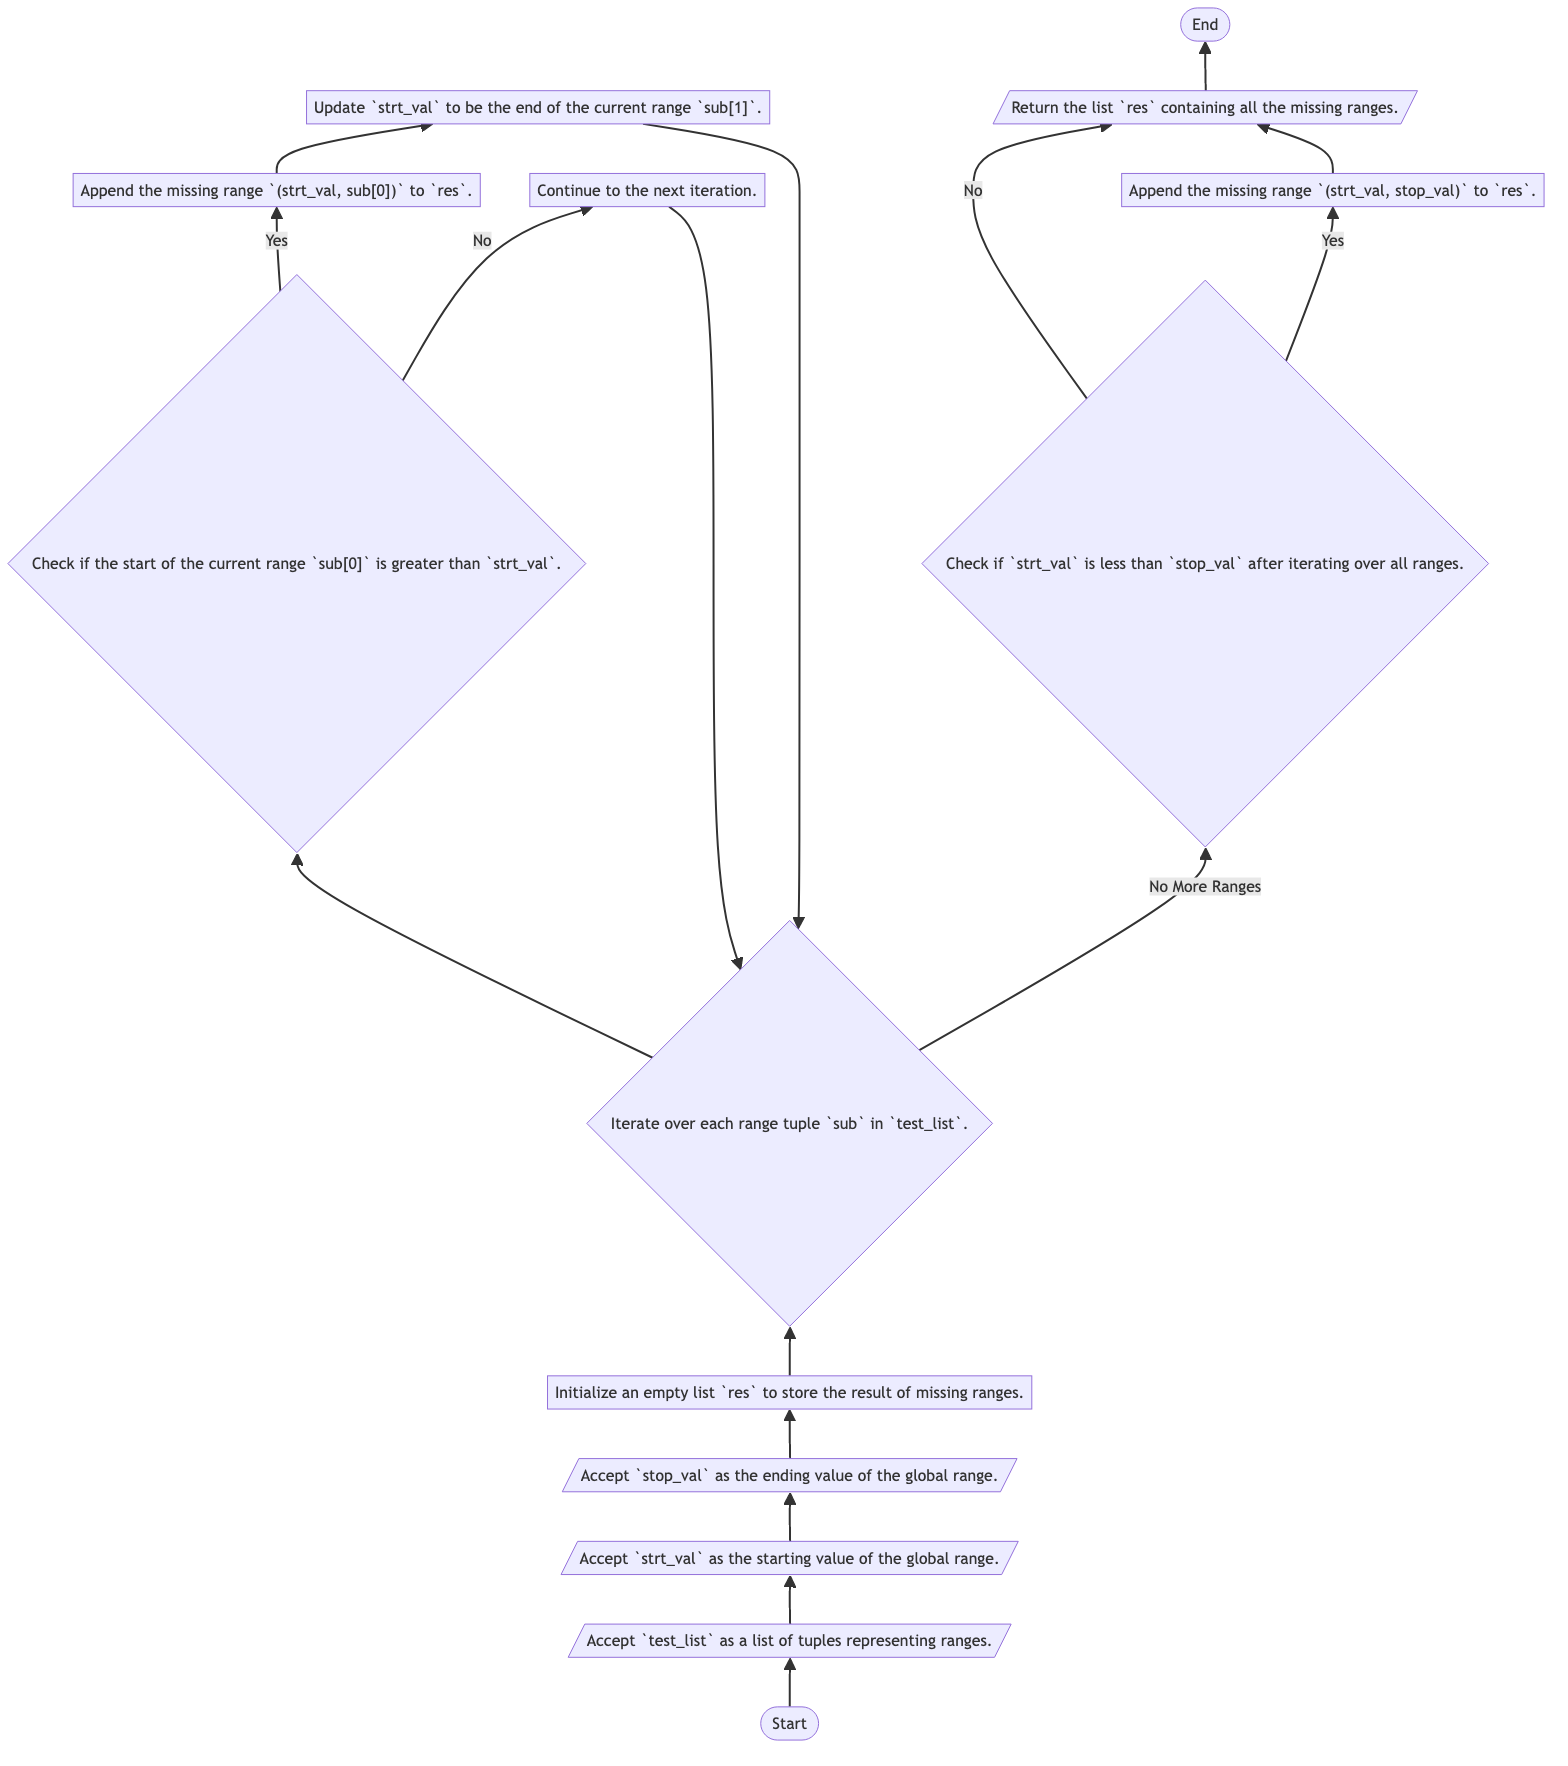 End
Update `strt_val` to be the end of the current range `sub[1]`.
Return the list `res` containing all the missing ranges.
Append the missing range `(strt_val, sub[0])` to `res`.
Continue to the next iteration.
No
Append the missing range `(strt_val, stop_val)` to `res`.
Yes
No
Yes
Check if the start of the current range `sub[0]` is greater than `strt_val`.
Check if `strt_val` is less than `stop_val` after iterating over all ranges.
No More Ranges
Iterate over each range tuple `sub` in `test_list`.
Initialize an empty list `res` to store the result of missing ranges.
Accept `stop_val` as the ending value of the global range.
Accept `strt_val` as the starting value of the global range.
Accept `test_list` as a list of tuples representing ranges.
Start